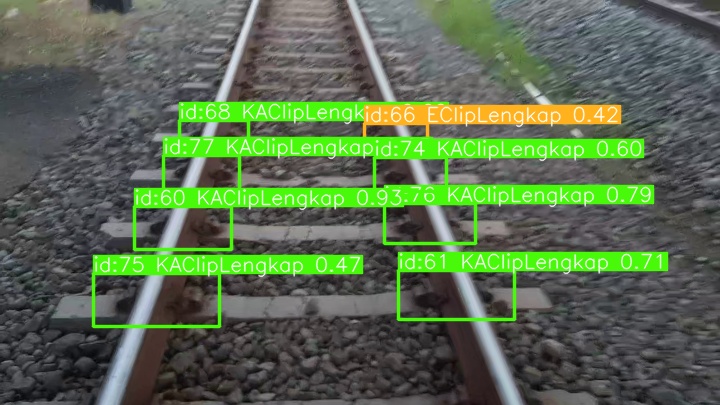 id:68 KAClipLengk
id:66 EClipLengkap 0.42
id:77 KAClipLengkap
id:74 KAClipLengkap 0.60
id:60 KAClipLengkap 0.93
:76 KAClipLengkap 0.79
id:75 KAClipLengkap 0.47
id:61 KAClipLengkap 0.71